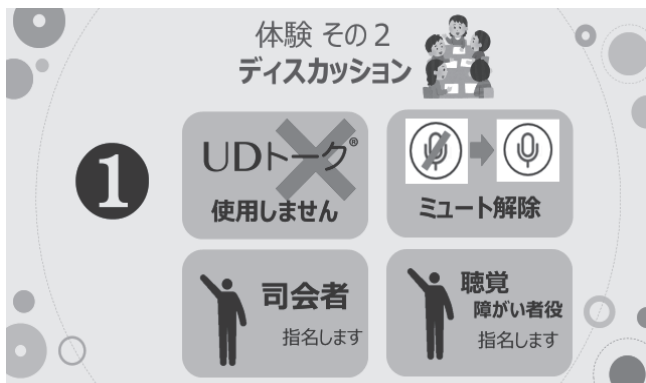 体験 その2
ディスカッション
❶
UDトーク®
使用しません
ミュート解除
司会者
指名します
聴覚
障がい者役
指名します